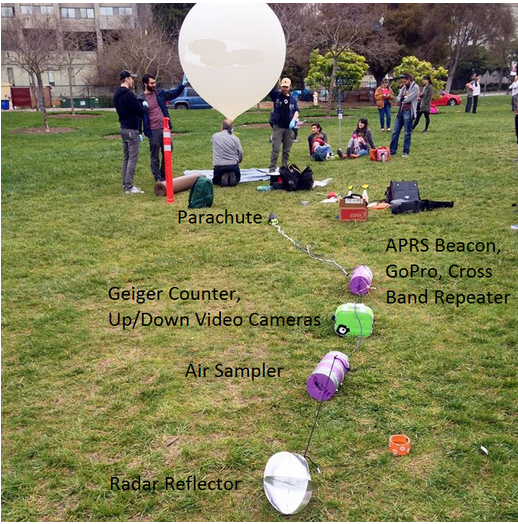 Parachute
APRS Beacon,
GoPro, Cross
Band Repeater
Geiger Counter,
Up/Down Video Cameras
Air Sampler
Radar Reflector